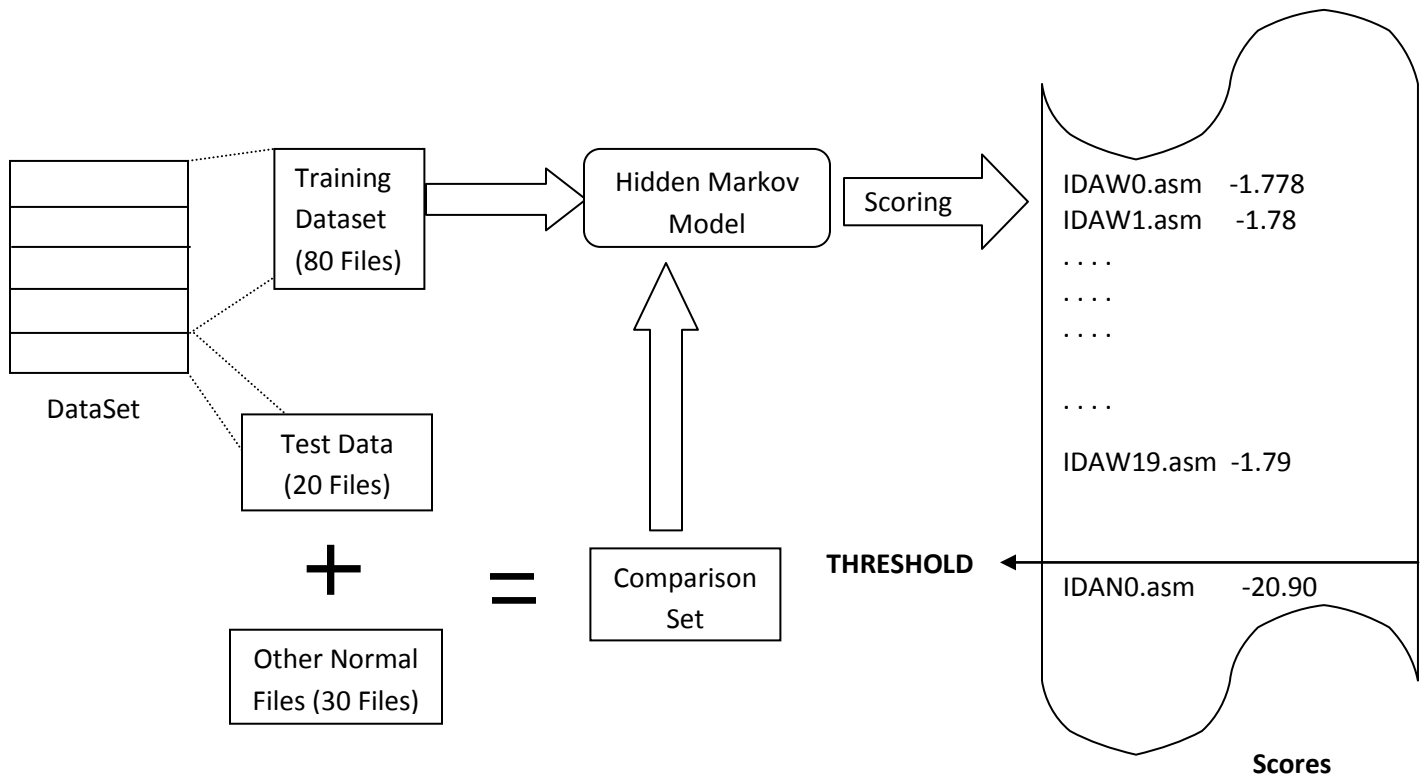 DataSet
Training
Dataset
(80 Files)
Test Data
(20 Files)
+
Other Normal
Files (30 Files)
=
Comparison
Set
Hidden Markov
Model
Scoring
IDAW0.asm -1.778
IDAW1.asm -1.78
. . . .
. . . .
. . . .
. . . .
IDAW19.asm -1.79
THRESHOLD
IDAN0.asm -20.90
Scores